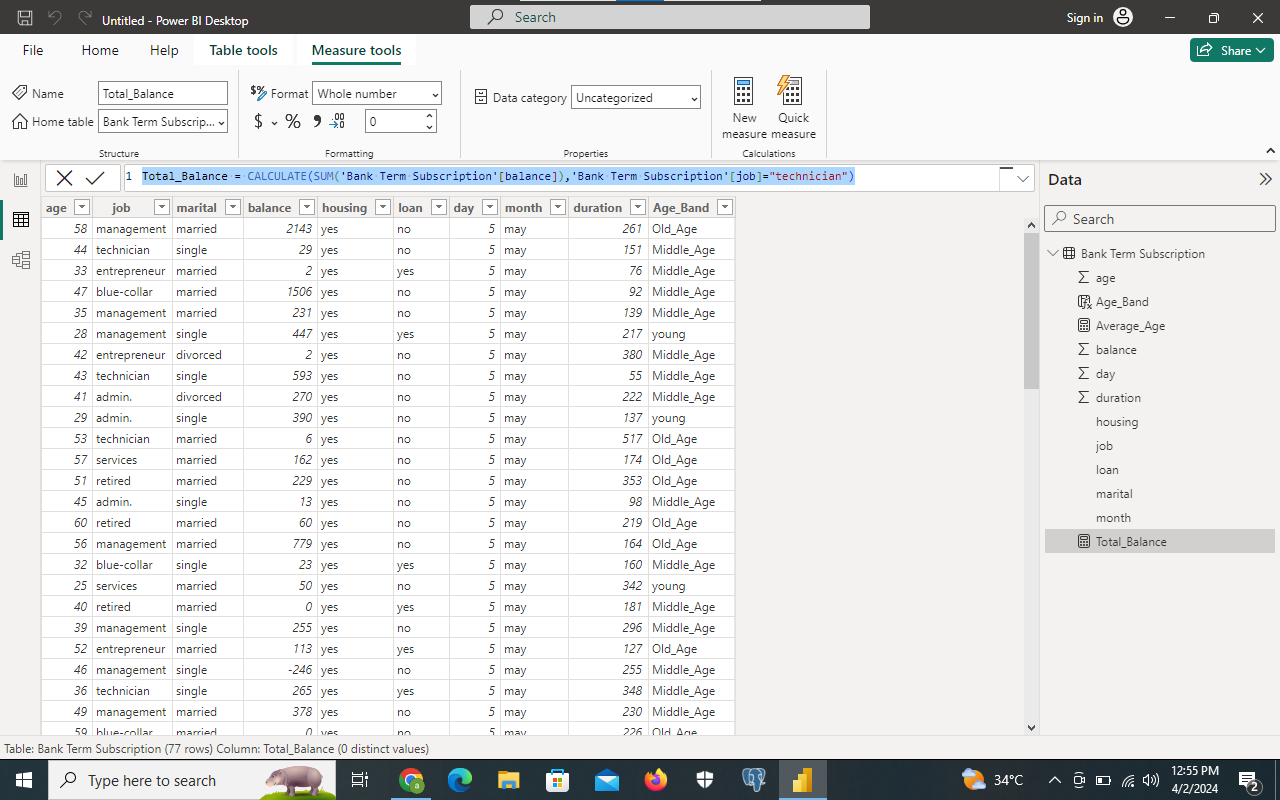 Untitled - Power BI Desktop
Search
Sign in
File Home Help Table tools Measure tools
Share
Name Total_Balance
Home table Bank Term Subscrip...
Structure
$% Format Whole number
$ % 0
Formatting
Data category Uncategorized
Properties
New measure
Quick measure
Calculations
1 Total_Balance = CALCULATE(SUM('Bank Term Subscription'[balance]),'Bank Term Subscription'[job]="technician")
age job marital balance housing loan day month duration Age_Band
58 management married 2143 yes no 5 may 261 Old_Age
44 technician single 29 yes no 5 may 151 Middle_Age
33 entrepreneur married 2 yes yes 5 may 76 Middle_Age
47 blue-collar married 1506 yes no 5 may 92 Middle_Age
35 management married 231 yes no 5 may 139 Middle_Age
28 management single 447 yes yes 5 may 217 young
42 entrepreneur divorced 2 yes no 5 may 380 Middle_Age
43 technician single 593 yes no 5 may 55 Middle_Age
41 admin. divorced 270 yes no 5 may 222 Middle_Age
29 admin. single 390 yes no 5 may 137 young
53 technician married 6 yes no 5 may 517 Old_Age
57 services married 162 yes no 5 may 174 Old_Age
51 retired married 229 yes no 5 may 353 Old_Age
45 admin. single 13 yes no 5 may 98 Middle_Age
60 retired married 60 yes no 5 may 219 Old_Age
56 management married 779 yes no 5 may 164 Old_Age
32 blue-collar single 23 yes yes 5 may 160 Middle_Age
25 services married 50 yes no 5 may 342 young
40 retired married 0 yes yes 5 may 181 Middle_Age
39 management single 255 yes no 5 may 296 Middle_Age
52 entrepreneur married 113 yes yes 5 may 127 Old_Age
46 management single -246 yes no 5 may 255 Middle_Age
36 technician single 265 yes yes 5 may 348 Middle_Age
49 management married 378 yes no 5 may 230 Middle_Age
59 blue-collar married 0 yes no 5 may 226 Old_Age
Data
Search
Bank Term Subscription
age
Age_Band
Average_Age
balance
day
duration
housing
job
loan
marital
month
Total_Balance
Table: Bank Term Subscription (77 rows) Column: Total_Balance (0 distinct values)
Type here to search
34°C
12:55 PM
4/2/2024
2